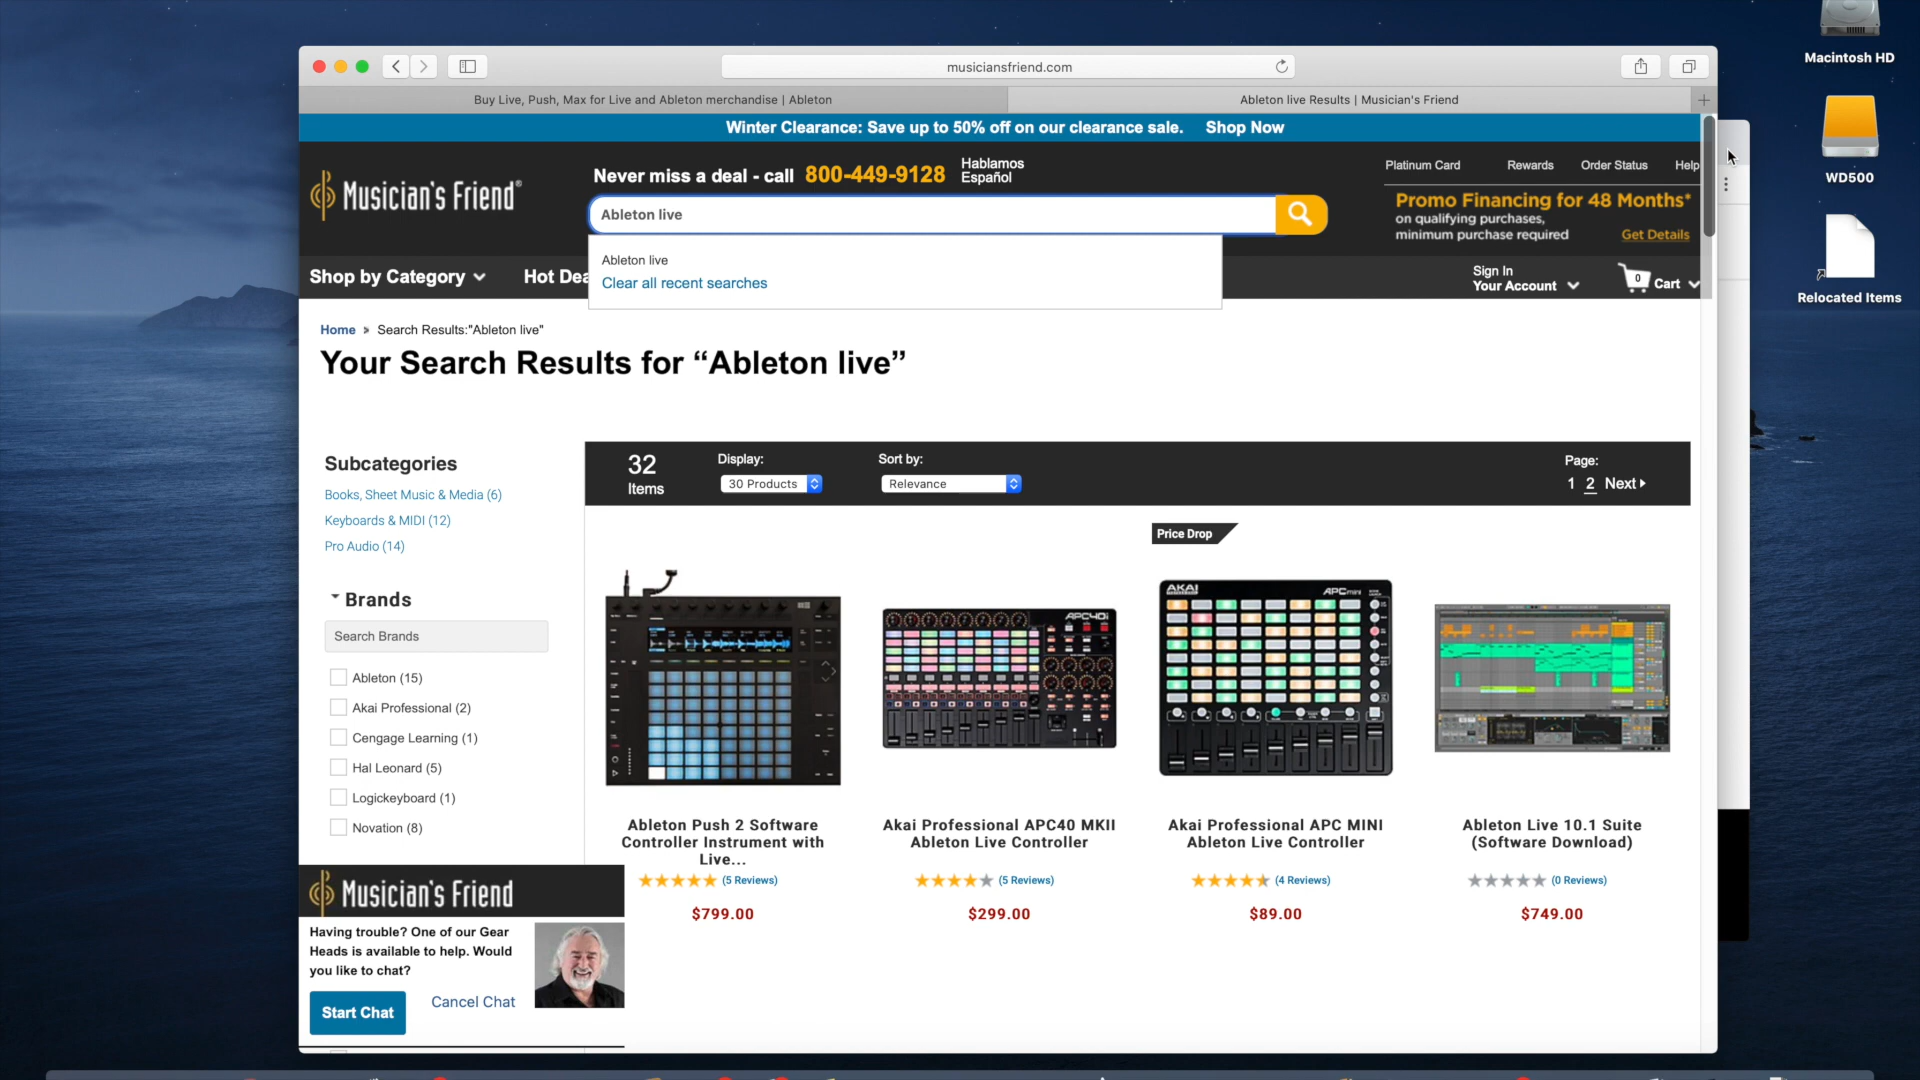 Macintosh HD
musiciansfriend.com
Buy Live, Push, Max for Live and Ableton merchandise | Ableton
Ableton live Results | Musician's Friend
Winter Clearance: Save up to 50% off on our clearance sale. Shop Now
WD500
Musician's Friend®
Never miss a deal - call 800-449-9128
Hablamos
Español
Platinum Card Rewards Order Status Help
Ableton live
Promo Financing for 48 Months*
on qualifying purchases,
minimum purchase required Get Details
Relocated Items
Ableton live
Clear all recent searches
Shop by Category Hot Dea
Sign In
Your Account
0 Cart
Home » Search Results:"Ableton live"
Your Search Results for “Ableton live”
Subcategories
Books, Sheet Music & Media (6)
Keyboards & MIDI (12)
Pro Audio (14)
Brands
Search Brands
Ableton (15)
Akai Professional (2)
Cengage Learning (1)
Hal Leonard (5)
Logickeyboard (1)
Novation (8)
32
Items
Display:
30 Products
Sort by:
Relevance
Page:
1 2 Next
Price Drop
APC40
AKAI
APCmini
Ableton Push 2 Software
Controller Instrument with
Live...
(5 Reviews)
$799.00
Akai Professional APC40 MKII
Ableton Live Controller
(5 Reviews)
$299.00
Akai Professional APC MINI
Ableton Live Controller
(4 Reviews)
$89.00
Ableton Live 10.1 Suite
(Software Download)
(0 Reviews)
$749.00
Musician's Friend
Having trouble? One of our Gear
Heads is available to help. Would
you like to chat?
Start Chat
Cancel Chat